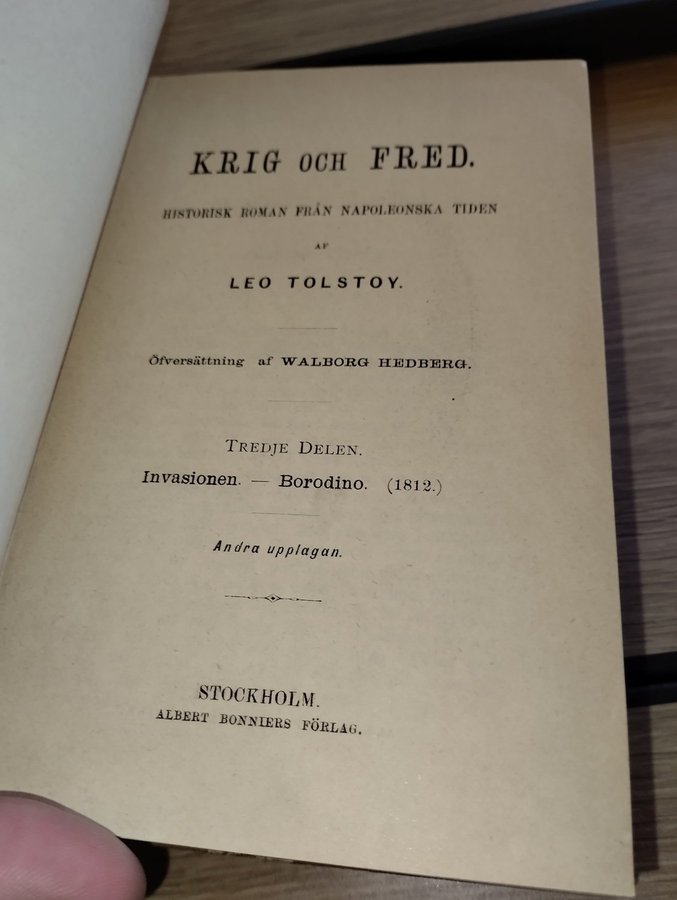 KRIG OCH FRED.
HISTORISK ROMAN FRÅN NAPOLEONSKA TIDEN
AF
LEO TOLSTOY.
Öfversättning af WALBORG HEDBERG.
TREDJE DELEN.
Invasionen. — Borodino. (1812.)
Andra upplagan.
STOCKHOLM.
ALBERT BONNIERS FÖRLAG.